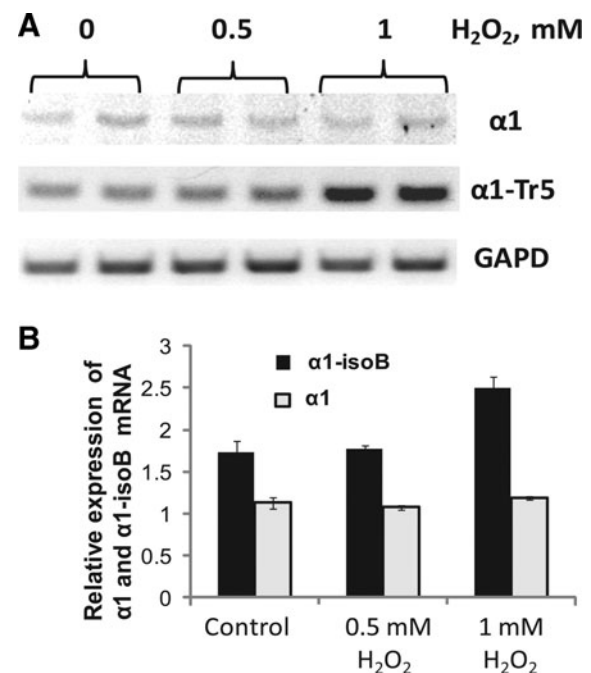 A
0 0.5 1 H₂O₂, mM
α1
α1-Tr5
GAPD
B
Relative expression of
α1 and α1-isoB mRNA
3
2.5
2
1.5
1
0.5
0
α1-isoB
α1
Control
0.5 mM
H₂O₂
1 mM
H₂O₂